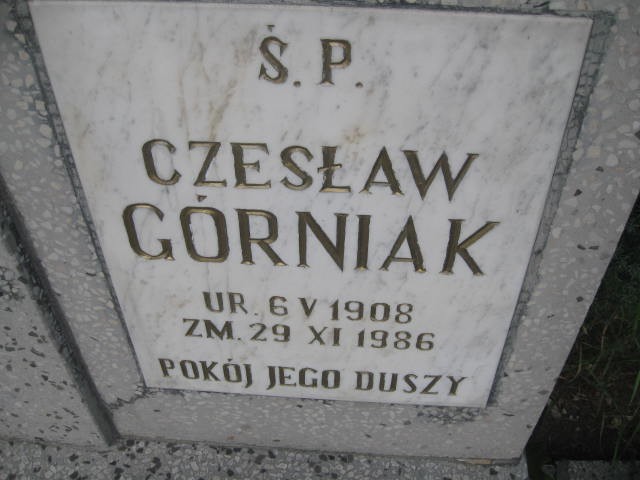 Ś. P.
CZESŁAW
GÓRNIAK
UR. 6 V 1908
ZM. 29 XI 1986
POKÓJ JEGO DUSZY